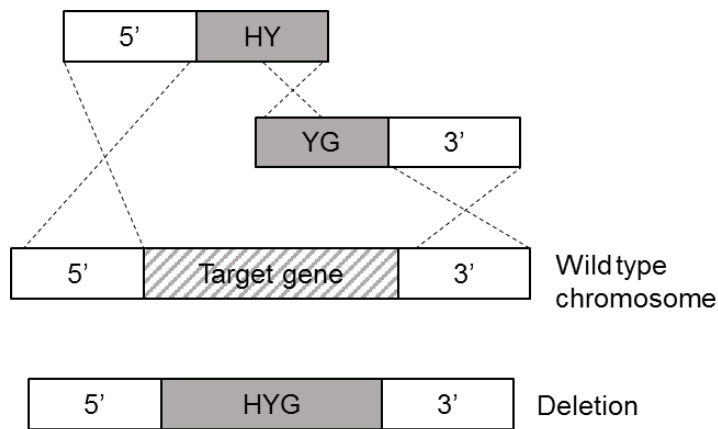 5’ HY
YG 3’
5’ Target gene 3’ Wild type
chromosome
5’ HYG 3’ Deletion